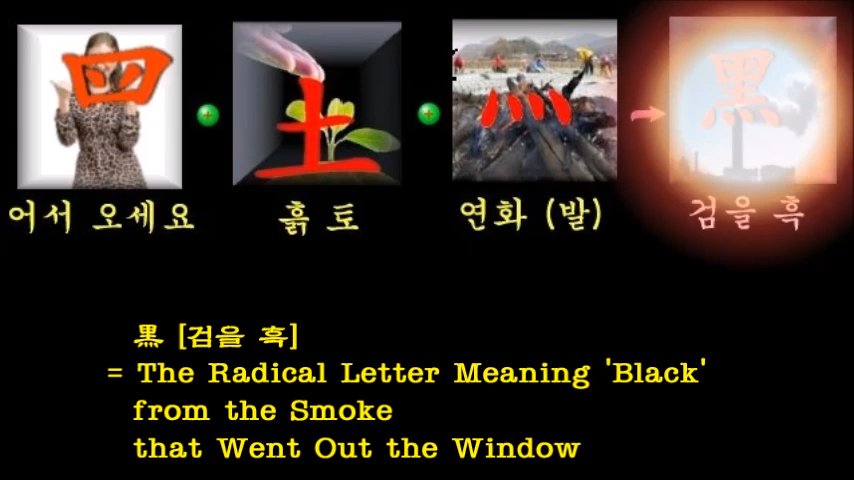 罒 土 灬 黑
어서 오세요 흙 토 연화 (발) 검을 흑
黑 [검을 흑]
= The Radical Letter Meaning 'Black'
from the Smoke
that Went Out the Window